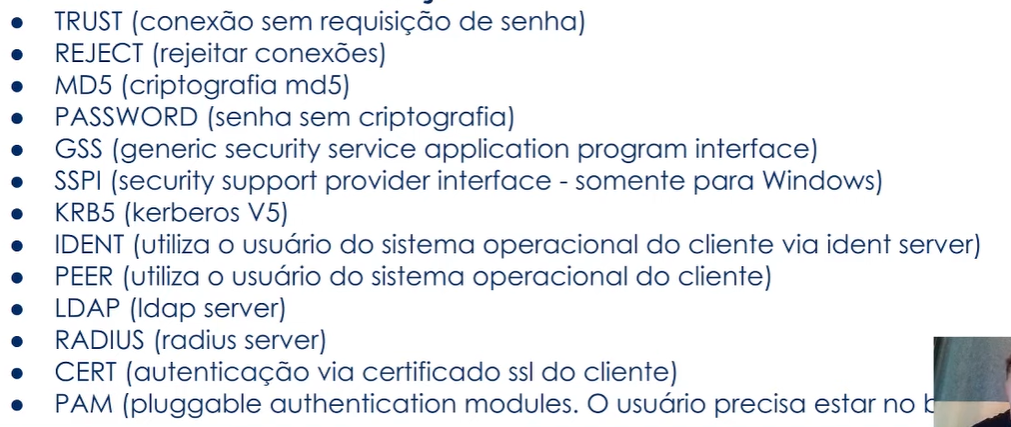 ● TRUST (conexão sem requisição de senha)
● REJECT (rejeitar conexões)
● MD5 (criptografia md5)
● PASSWORD (senha sem criptografia)
● GSS (generic security service application program interface)
● SSPI (security support provider interface - somente para Windows)
● KRB5 (kerberos V5)
● IDENT (utiliza o usuário do sistema operacional do cliente via ident server)
● PEER (utiliza o usuário do sistema operacional do cliente)
● LDAP (ldap server)
● RADIUS (radius server)
● CERT (autenticação via certificado ssl do cliente)
● PAM (pluggable authentication modules. O usuário precisa estar no